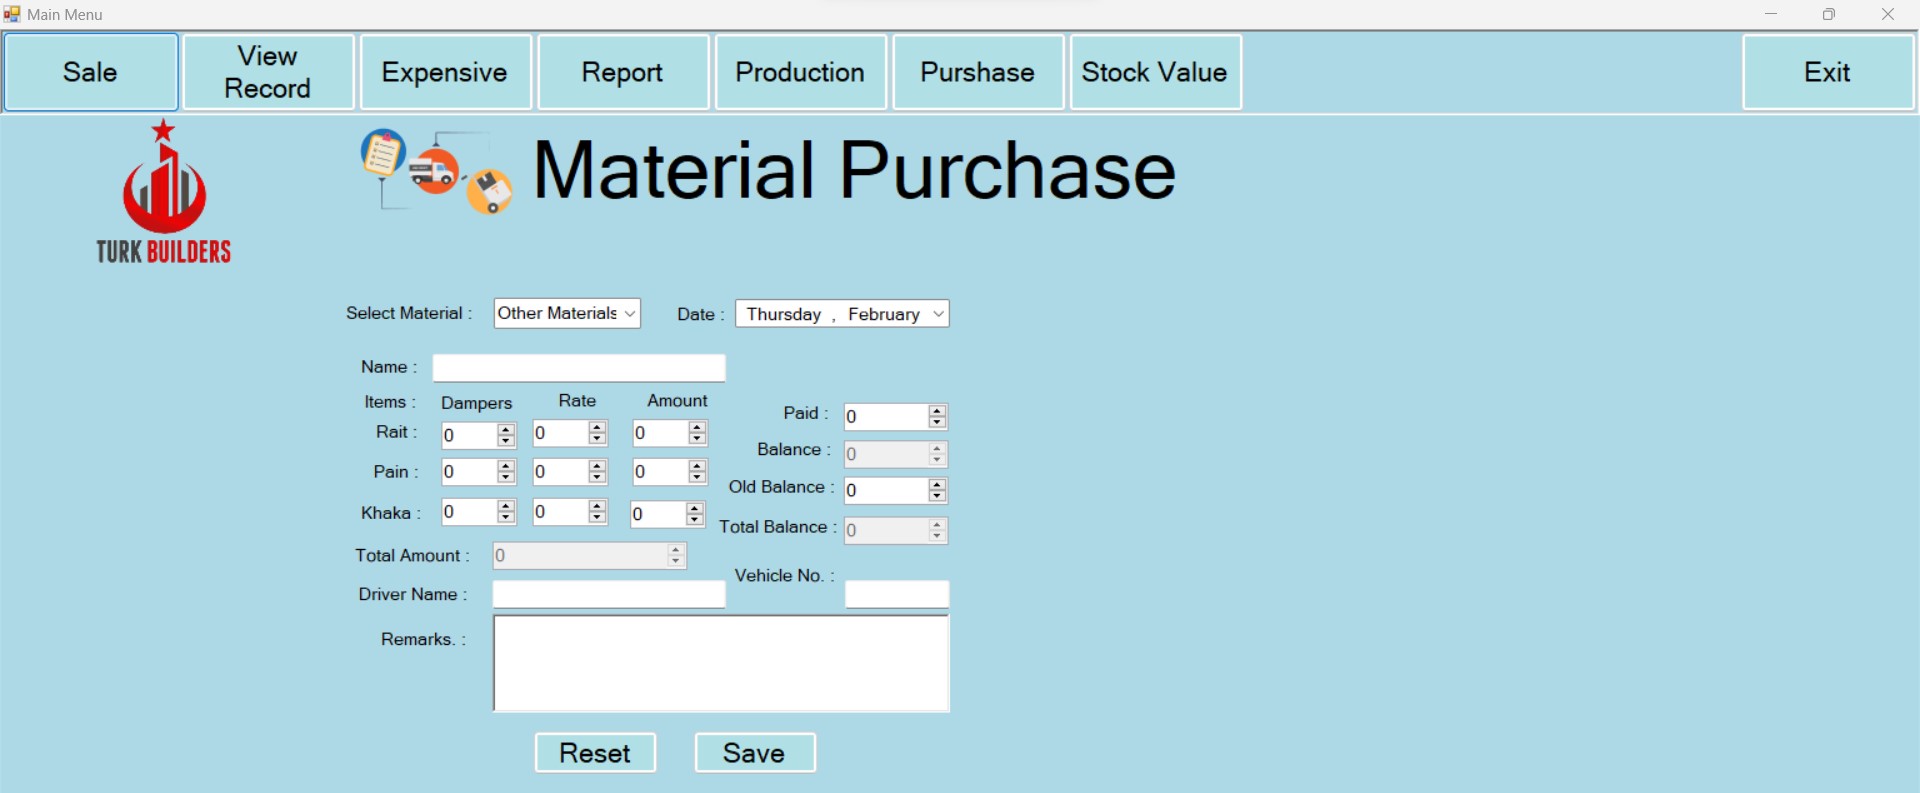 Main Menu
Sale
View
Record
Expensive
Report
Production
Purshase
Stock Value
Exit
TURK BUILDERS
Material Purchase
Select Material : Other Materials Date : Thursday , February
Name :
Items : Dampers Rate Amount
Rait : 0 0 0
Pain : 0 0 0
Khaka : 0 0 0
Paid : 0
Balance : 0
Old Balance : 0
Total Balance : 0
Total Amount : 0
Vehicle No. :
Driver Name :
Remarks. :
Reset Save